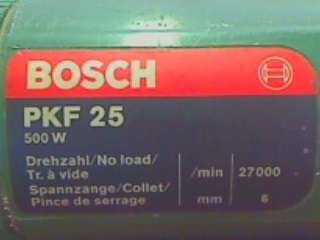 BOSCH
PKF 25
500 W
Drehzahl/No load/
Tr. à vide /min 27000
Spannzange/Collet/
Pince de serrage mm 6